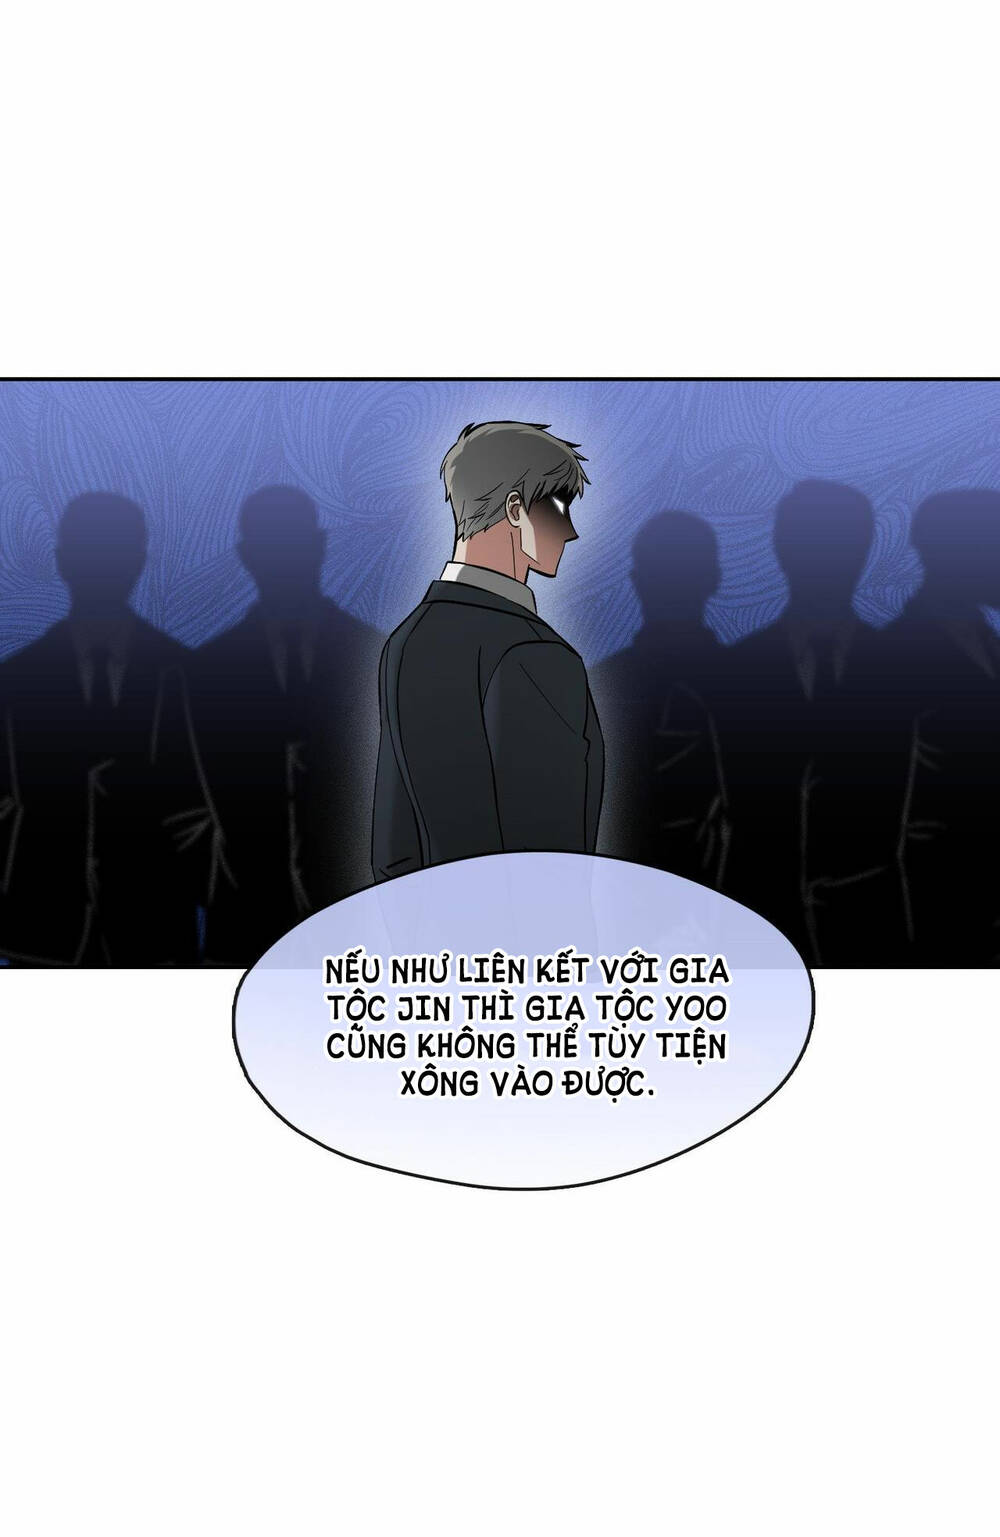 NẾU NHƯ LIÊN KẾT VỚI GIA
TỘC JIN THÌ GIA TỘC YOO
CŨNG KHÔNG THỂ TÙY TIỆN
XÔNG VÀO ĐƯỢC.